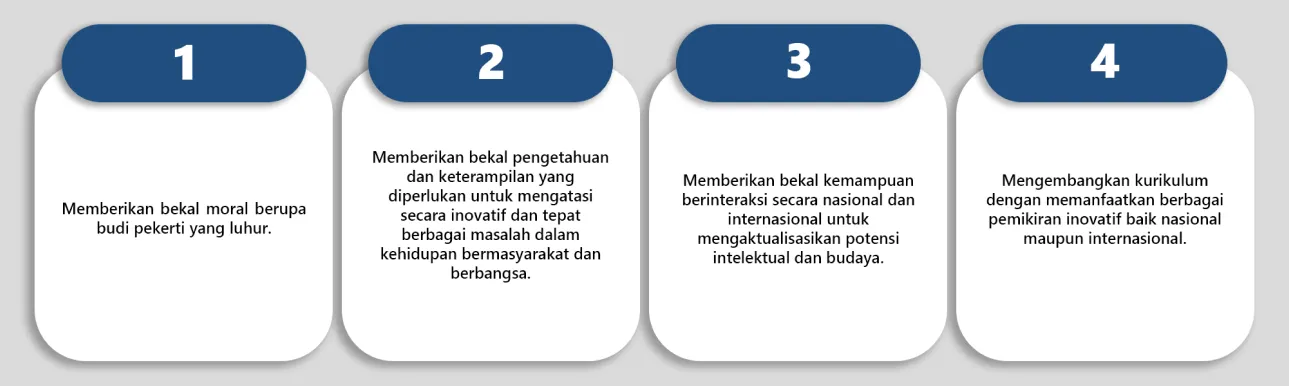 1
Memberikan bekal moral berupa
budi pekerti yang luhur.
2
Memberikan bekal pengetahuan
dan keterampilan yang
diperlukan untuk mengatasi
secara inovatif dan tepat
berbagai masalah dalam
kehidupan bermasyarakat dan
berbangsa.
3
Memberikan bekal kemampuan
berinteraksi secara nasional dan
internasional untuk
mengaktualisasikan potensi
intelektual dan budaya.
4
Mengembangkan kurikulum
dengan memanfaatkan berbagai
pemikiran inovatif baik nasional
maupun internasional.